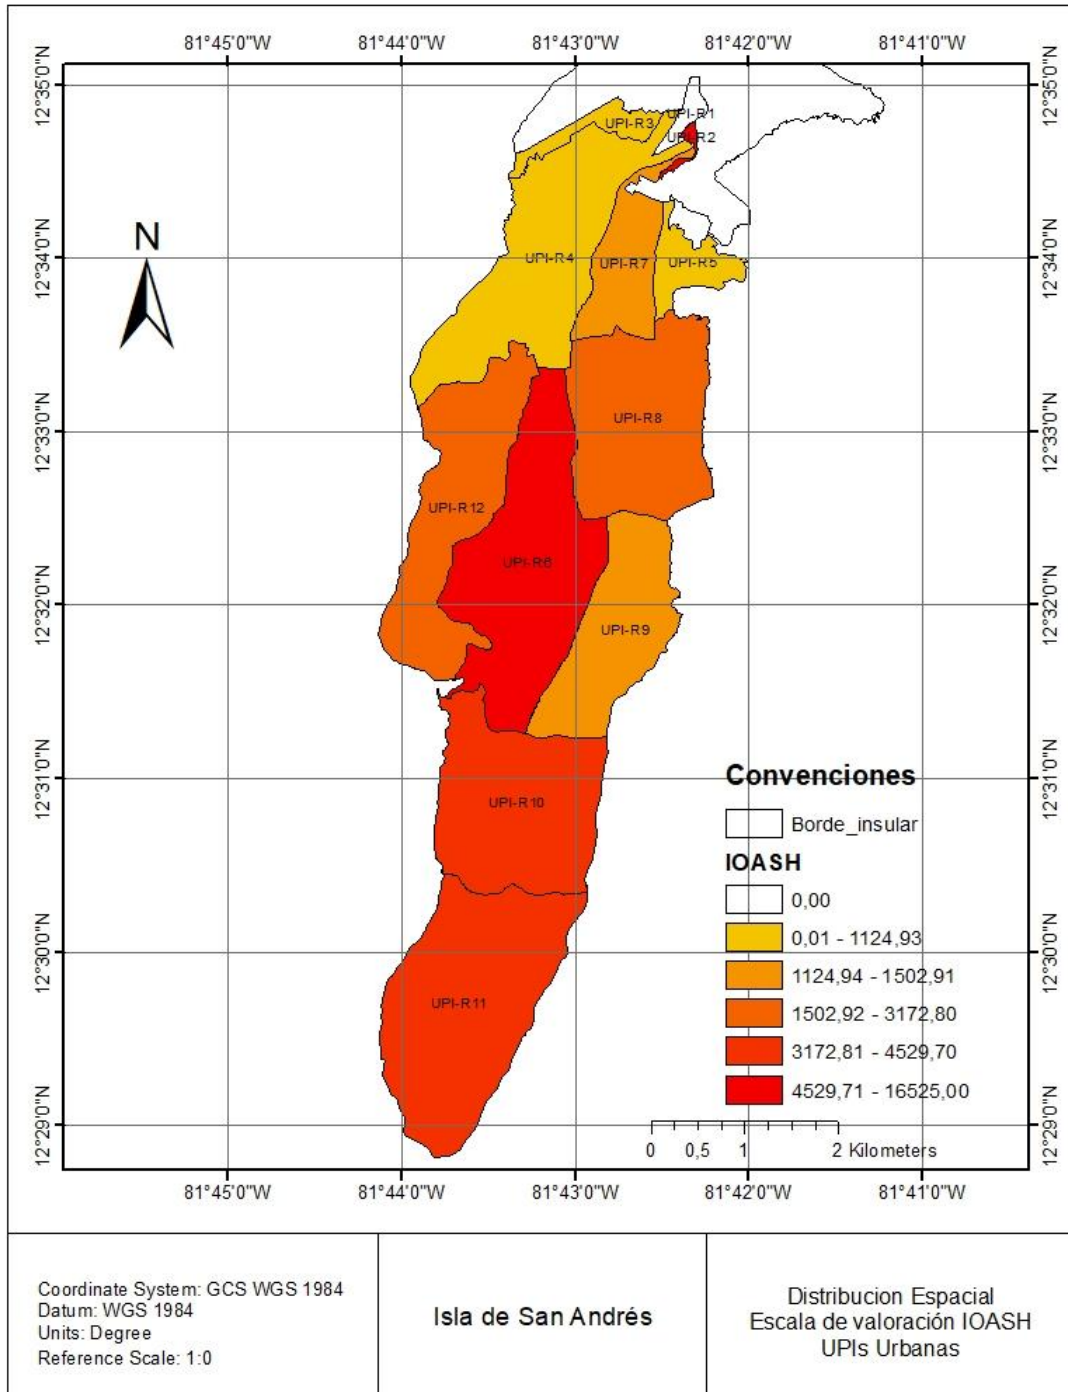 81°45'0"W 81°44'0"W 81°43'0"W 81°42'0"W 81°41'0"W
12°35'0"N 12°35'0"N
UPI-R1
UPI-R3
UPI-R2
N
12°34'0"N 12°34'0"N
UPI-R4 UPI-R7 UPI-R5
12°33'0"N 12°33'0"N
UPI-R8
UPI-R12
UPI-R6
12°32'0"N 12°32'0"N
UPI-R9
12°31'0"N 12°31'0"N
UPI-R10
Convenciones
Borde_insular
IOASH
0,00
0,01 - 1124,93
12°30'0"N 12°30'0"N
1124,94 - 1502,91
UPI-R11
1502,92 - 3172,80
3172,81 - 4529,70
4529,71 - 16525,00
12°29'0"N 12°29'0"N
0 0,5 1 2 Kilometers
81°45'0"W 81°44'0"W 81°43'0"W 81°42'0"W 81°41'0"W
Coordinate System: GCS WGS 1984
Datum: WGS 1984
Units: Degree
Reference Scale: 1:0
Isla de San Andrés
Distribucion Espacial
Escala de valoración IOASH
UPIs Urbanas